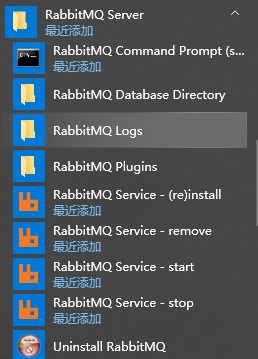 RabbitMQ Server
最近添加
RabbitMQ Command Prompt (s...
最近添加
RabbitMQ Database Directory
RabbitMQ Logs
RabbitMQ Plugins
RabbitMQ Service - (re)install
最近添加
RabbitMQ Service - remove
最近添加
RabbitMQ Service - start
最近添加
RabbitMQ Service - stop
最近添加
Uninstall RabbitMQ